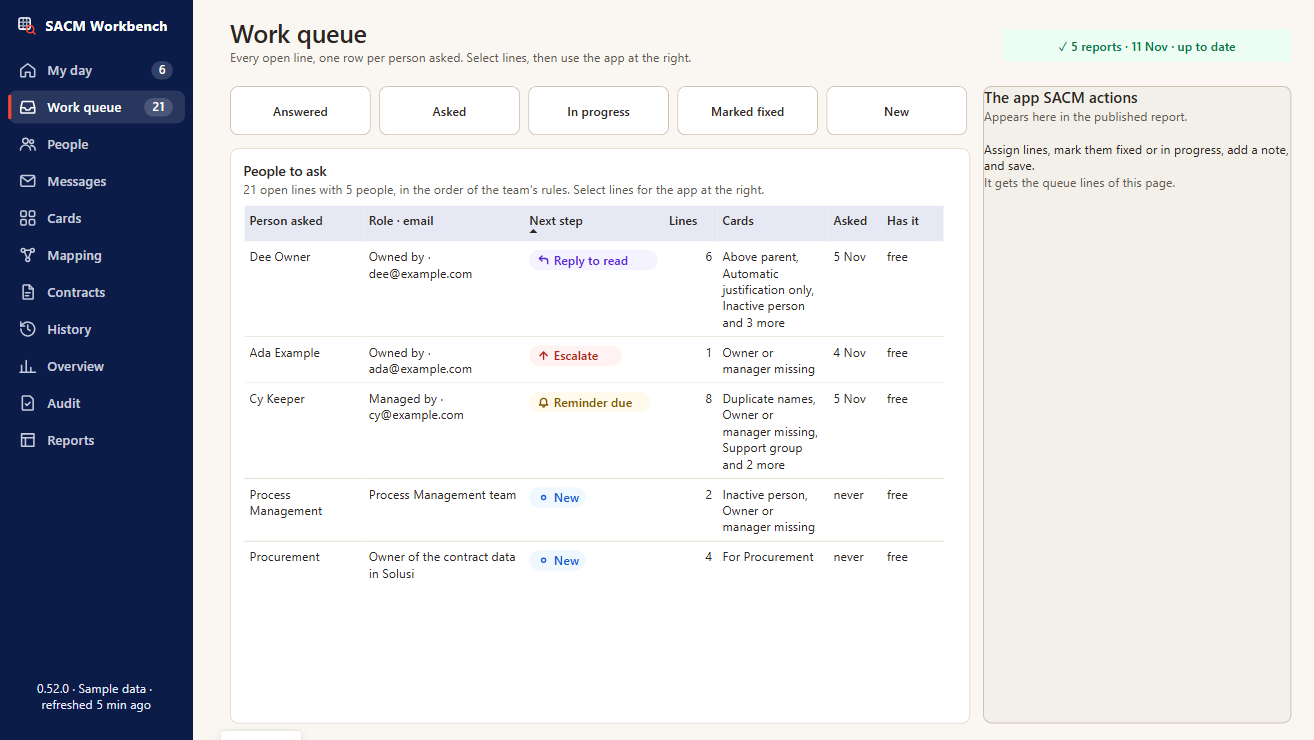 SACM Workbench
My day 6
Work queue 21
People
Messages
Cards
Mapping
Contracts
History
Overview
Audit
Reports
0.52.0 · Sample data ·
refreshed 5 min ago
Work queue
Every open line, one row per person asked. Select lines, then use the app at the right.
✓ 5 reports · 11 Nov · up to date
Answered
Asked
In progress
Marked fixed
New
People to ask
21 open lines with 5 people, in the order of the team's rules. Select lines for the app at the right.
Person asked Role · email Next step Lines Cards Asked Has it
Dee Owner Owned by · Reply to read 6 Above parent, 5 Nov free
dee@example.com Automatic
justification only,
Inactive person
and 3 more
Ada Example Owned by · Escalate 1 Owner or 4 Nov free
ada@example.com manager missing
Cy Keeper Managed by · Reminder due 8 Duplicate names, 5 Nov free
cy@example.com Owner or
manager missing,
Support group
and 2 more
Process Process Management team New 2 Inactive person, never free
Management Owner or
manager missing
Procurement Owner of the contract data New 4 For Procurement never free
in Solusi
The app SACM actions
Appears here in the published report.
Assign lines, mark them fixed or in progress, add a note,
and save.
It gets the queue lines of this page.